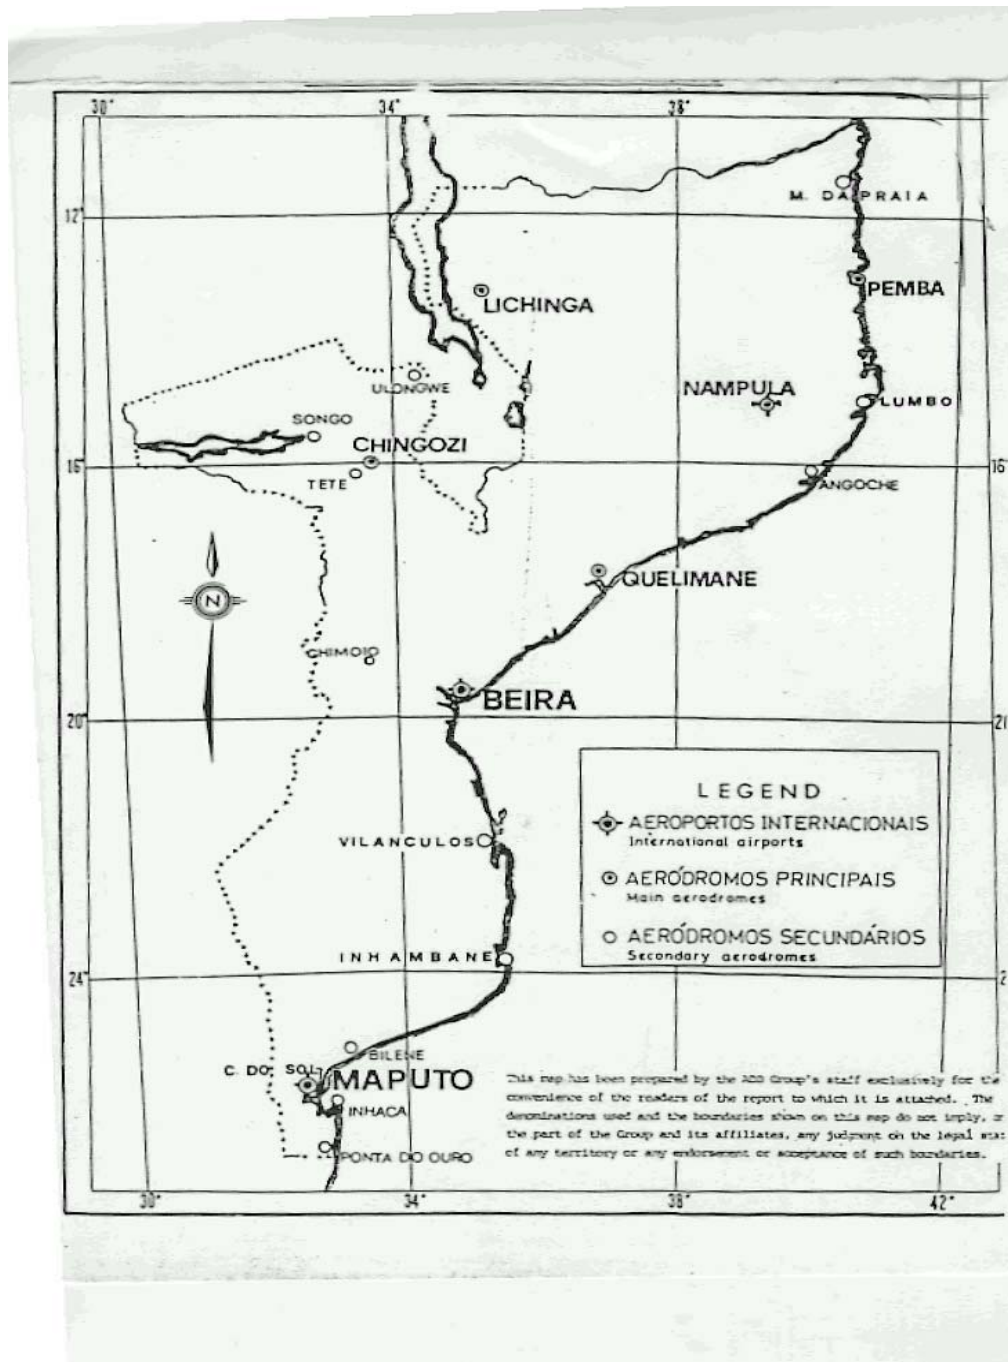 30°
34°
38°
M. DA PRAIA
12°
PEMBA
LICHINGA
NAMPULA
ULONGWE
LUMBO
SONGO
CHINGOZI
16°
16°
TETE
ANGOCHE
QUELIMANE
N
CHIMOIO
BEIRA
20°
LEGEND
AEROPORTOS INTERNACIONAIS
International airports
VILANCULOS
AERÓDROMOS PRINCIPAIS
Main aerodromes
AERÓDROMOS SECUNDÁRIOS
Secondary aerodromes
INHAMBANE
24°
BILENE
C. DO SOL
MAPUTO
INHACA
PONTA DO OURO
This map has been prepared by the ADB Group's staff exclusively for the
convenience of the readers of the report to which it is attached. The
denominations used and the boundaries shown on this map do not imply,
the part of the Group and its affiliates, any judgment on the legal
of any territory or any endorsement or acceptance of such boundaries.
30°
34°
38°
42°